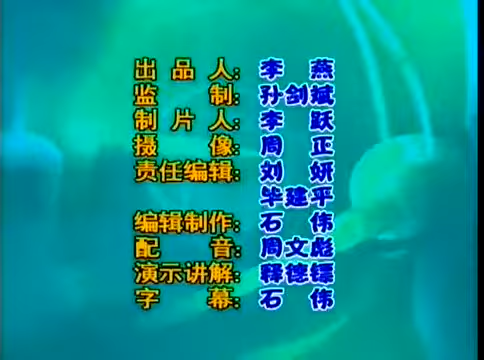 出品人: 李燕
监制: 孙剑斌
制片人: 李跃
摄像: 周正
责任编辑: 刘妍
毕建平
编辑制作: 石伟
配音: 周文彪
演示讲解: 释德镖
字幕: 石伟